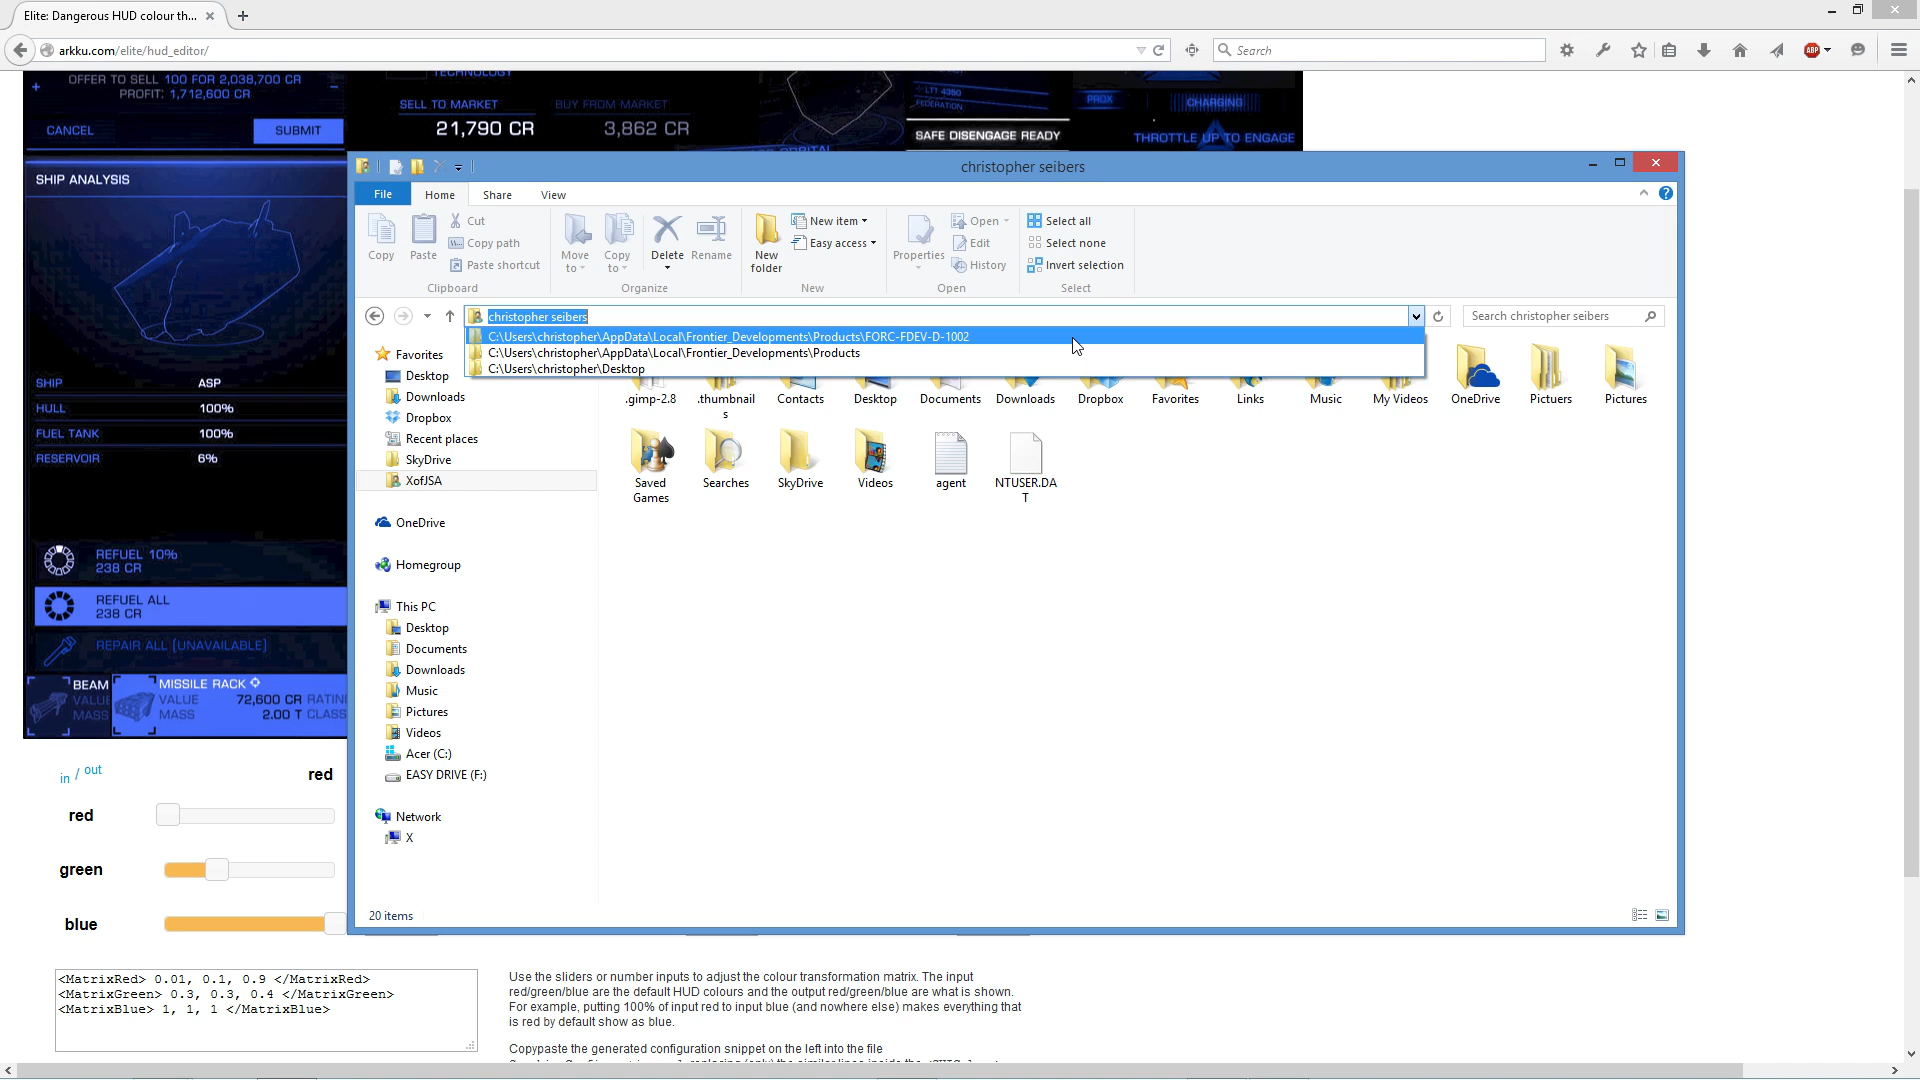 Elite: Dangerous HUD colour th...
arkku.com/elite/hud_editor/
Search
ABP
OFFER TO SELL 100 FOR 2,038,700 CR
PROFIT: 1,712,600 CR
CANCEL
SUBMIT
TECHNOLOGY
SELL TO MARKET
BUY FROM MARKET
21,790 CR
3,862 CR
LTT 4350
FEDERATION
SAFE DISENGAGE READY
PROX
CHARGING
THROTTLE UP TO ENGAGE
SHIP ANALYSIS
SHIP ASP
HULL 100%
FUEL TANK 100%
RESERVOIR 6%
REFUEL 10%
238 CR
REFUEL ALL
238 CR
REPAIR ALL (UNAVAILABLE)
BEAM
VALUE
MASS
MISSILE RACK
VALUE 72,600 CR RATIN
MASS 2.00 T CLASS
christopher seibers
File
Home
Share
View
Copy
Paste
Cut
Copy path
Paste shortcut
Clipboard
Move to
Copy to
Delete
Rename
Organize
New folder
New item
Easy access
New
Properties
Open
Edit
History
Open
Select all
Select none
Invert selection
Select
christopher seibers
Search christopher seibers
C:\Users\christopher\AppData\Local\Frontier_Developments\Products\FORC-FDEV-D-1002
C:\Users\christopher\AppData\Local\Frontier_Developments\Products
C:\Users\christopher\Desktop
Favorites
Desktop
Downloads
Dropbox
Recent places
SkyDrive
XofJSA
OneDrive
Homegroup
This PC
Desktop
Documents
Downloads
Music
Pictures
Videos
Acer (C:)
EASY DRIVE (F:)
Network
X
.gimp-2.8
.thumbnail
s
Contacts
Desktop
Documents
Downloads
Dropbox
Favorites
Links
Music
My Videos
OneDrive
Pictuers
Pictures
Saved
Games
Searches
SkyDrive
Videos
agent
NTUSER.DA
T
20 items
in / out
red
red
green
blue
<MatrixRed> 0.01, 0.1, 0.9 </MatrixRed>
<MatrixGreen> 0.3, 0.3, 0.4 </MatrixGreen>
<MatrixBlue> 1, 1, 1 </MatrixBlue>
Use the sliders or number inputs to adjust the colour transformation matrix. The input
red/green/blue are the default HUD colours and the output red/green/blue are what is shown.
For example, putting 100% of input red to input blue (and nowhere else) makes everything that
is red by default show as blue.
Copypaste the generated configuration snippet on the left into the file